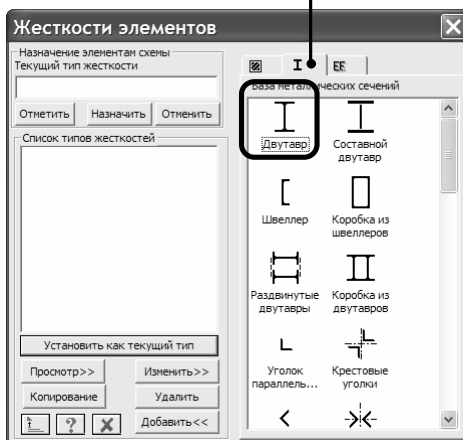 Жесткости элементов
Назначение элементам схемы
Текущий тип жесткости
Отметить
Назначить
Отменить
Список типов жесткостей
Установить как текущий тип
Просмотр>>
Изменить>>
Копирование
Удалить
?
Добавить<<
I
EF
База металлических сечений
Двутавр
Составной
двутавр
Швеллер
Коробка из
швеллеров
Раздвинутые
двутавры
Коробка из
двутавров
Уголок
параллель...
Крестовые
уголки